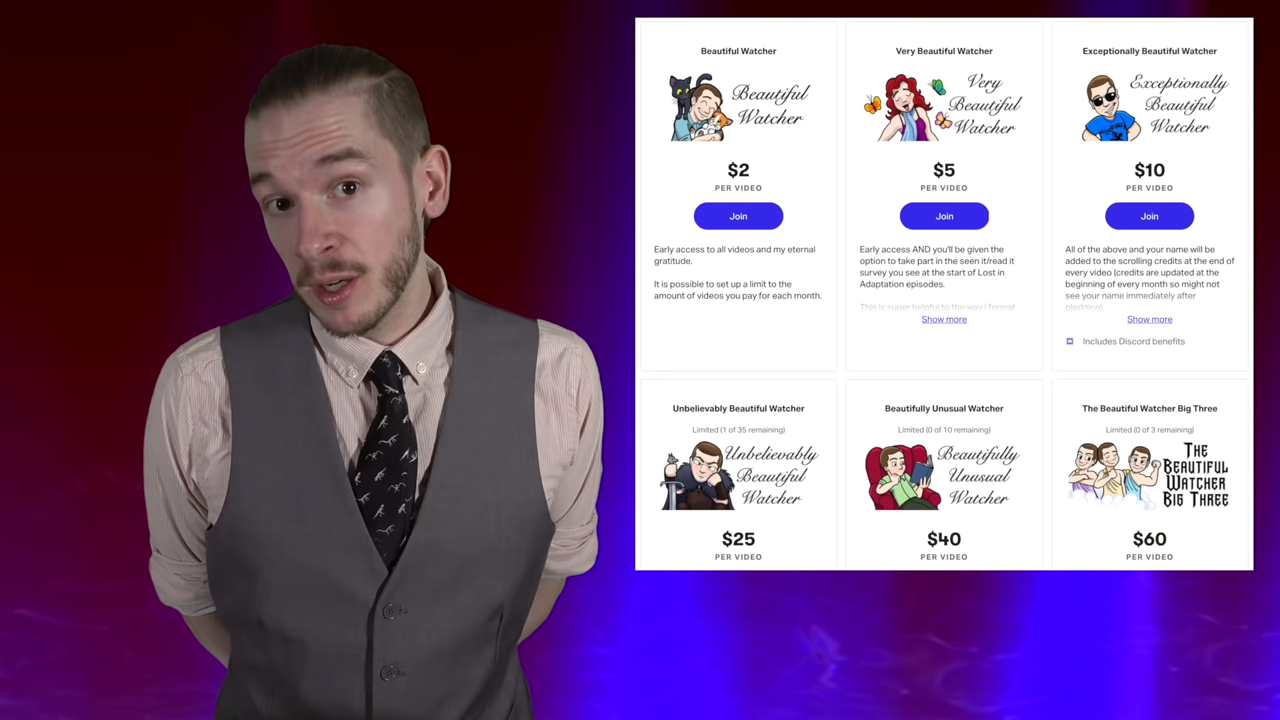 Beautiful Watcher
Beautiful
Watcher
$2
PER VIDEO
Join
Early access to all videos and my eternal
gratitude.
It is possible to set up a limit to the
amount of videos you pay for each month.
Very Beautiful Watcher
Very
Beautiful
Watcher
$5
PER VIDEO
Join
Early access AND you'll be given the
option to take part in the seen it/read it
survey you see at the start of Lost in
Adaptation episodes.
This is super helpful to the way I format
Show more
Exceptionally Beautiful Watcher
Exceptionally
Beautiful
Watcher
$10
PER VIDEO
Join
All of the above and your name will be
added to the scrolling credits at the end of
every video (credits are updated at the
beginning of every month so might not
see your name immediately after
pledging).
Show more
Includes Discord benefits
Unbelievably Beautiful Watcher
Limited (1 of 35 remaining)
Unbelievably
Beautiful
Watcher
$25
PER VIDEO
Beautifully Unusual Watcher
Limited (0 of 10 remaining)
Beautifully
Unusual
Watcher
$40
PER VIDEO
The Beautiful Watcher Big Three
Limited (0 of 3 remaining)
THE
BEAUTIFUL
WATCHER
BIG THREE
$60
PER VIDEO